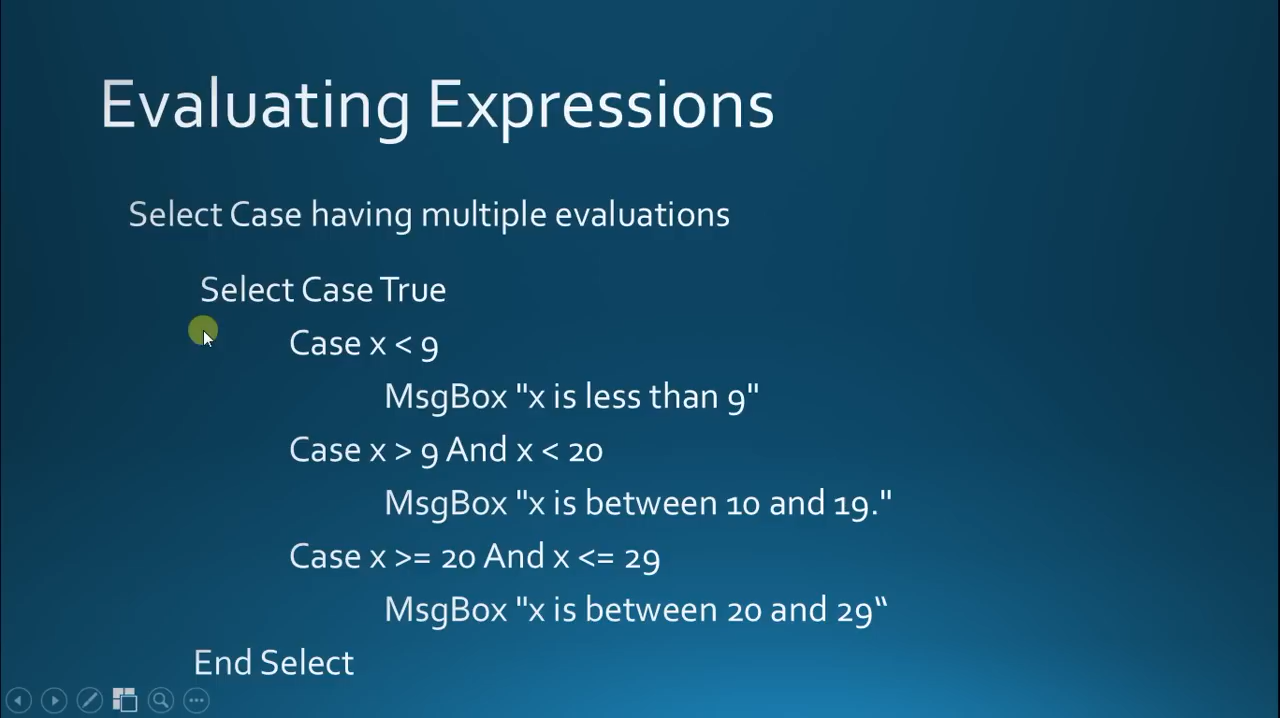 Evaluating Expressions
Select Case having multiple evaluations
Select Case True
Case x < 9
MsgBox "x is less than 9"
Case x > 9 And x < 20
MsgBox "x is between 10 and 19."
Case x >= 20 And x <= 29
MsgBox "x is between 20 and 29“
End Select